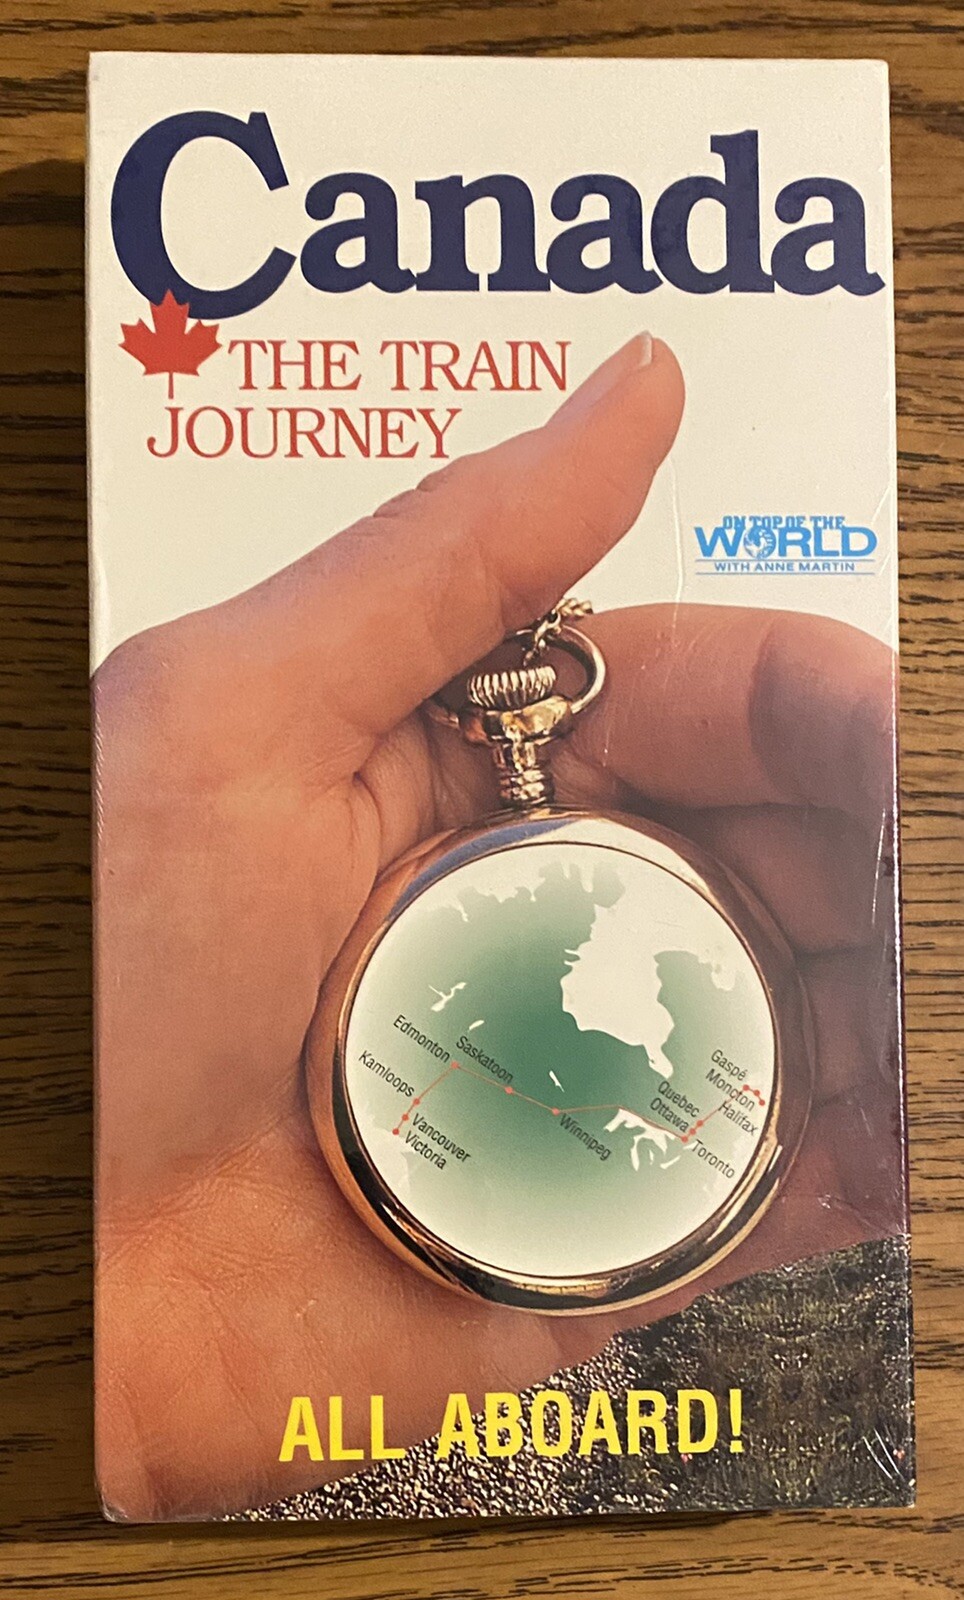 Canada
THE TRAIN
JOURNEY
ON TOP OF THE
WORLD
WITH ANNE MARTIN
Edmonton
Saskatoon
Kamloops
Vancouver
Victoria
Winnipeg
Gaspé
Moncton
Halifax
Quebec
Ottawa
Toronto
ALL ABOARD!